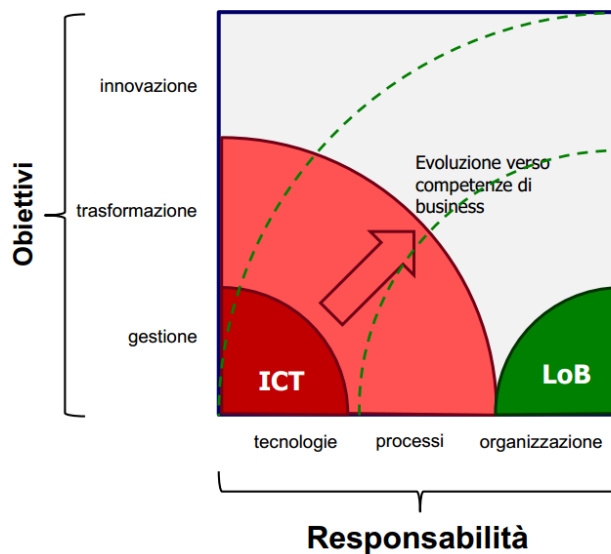 innovazione
Evoluzione verso
competenze di
business
Obiettivi
trasformazione
gestione
ICT
LoB
tecnologie
processi
organizzazione
Responsabilità